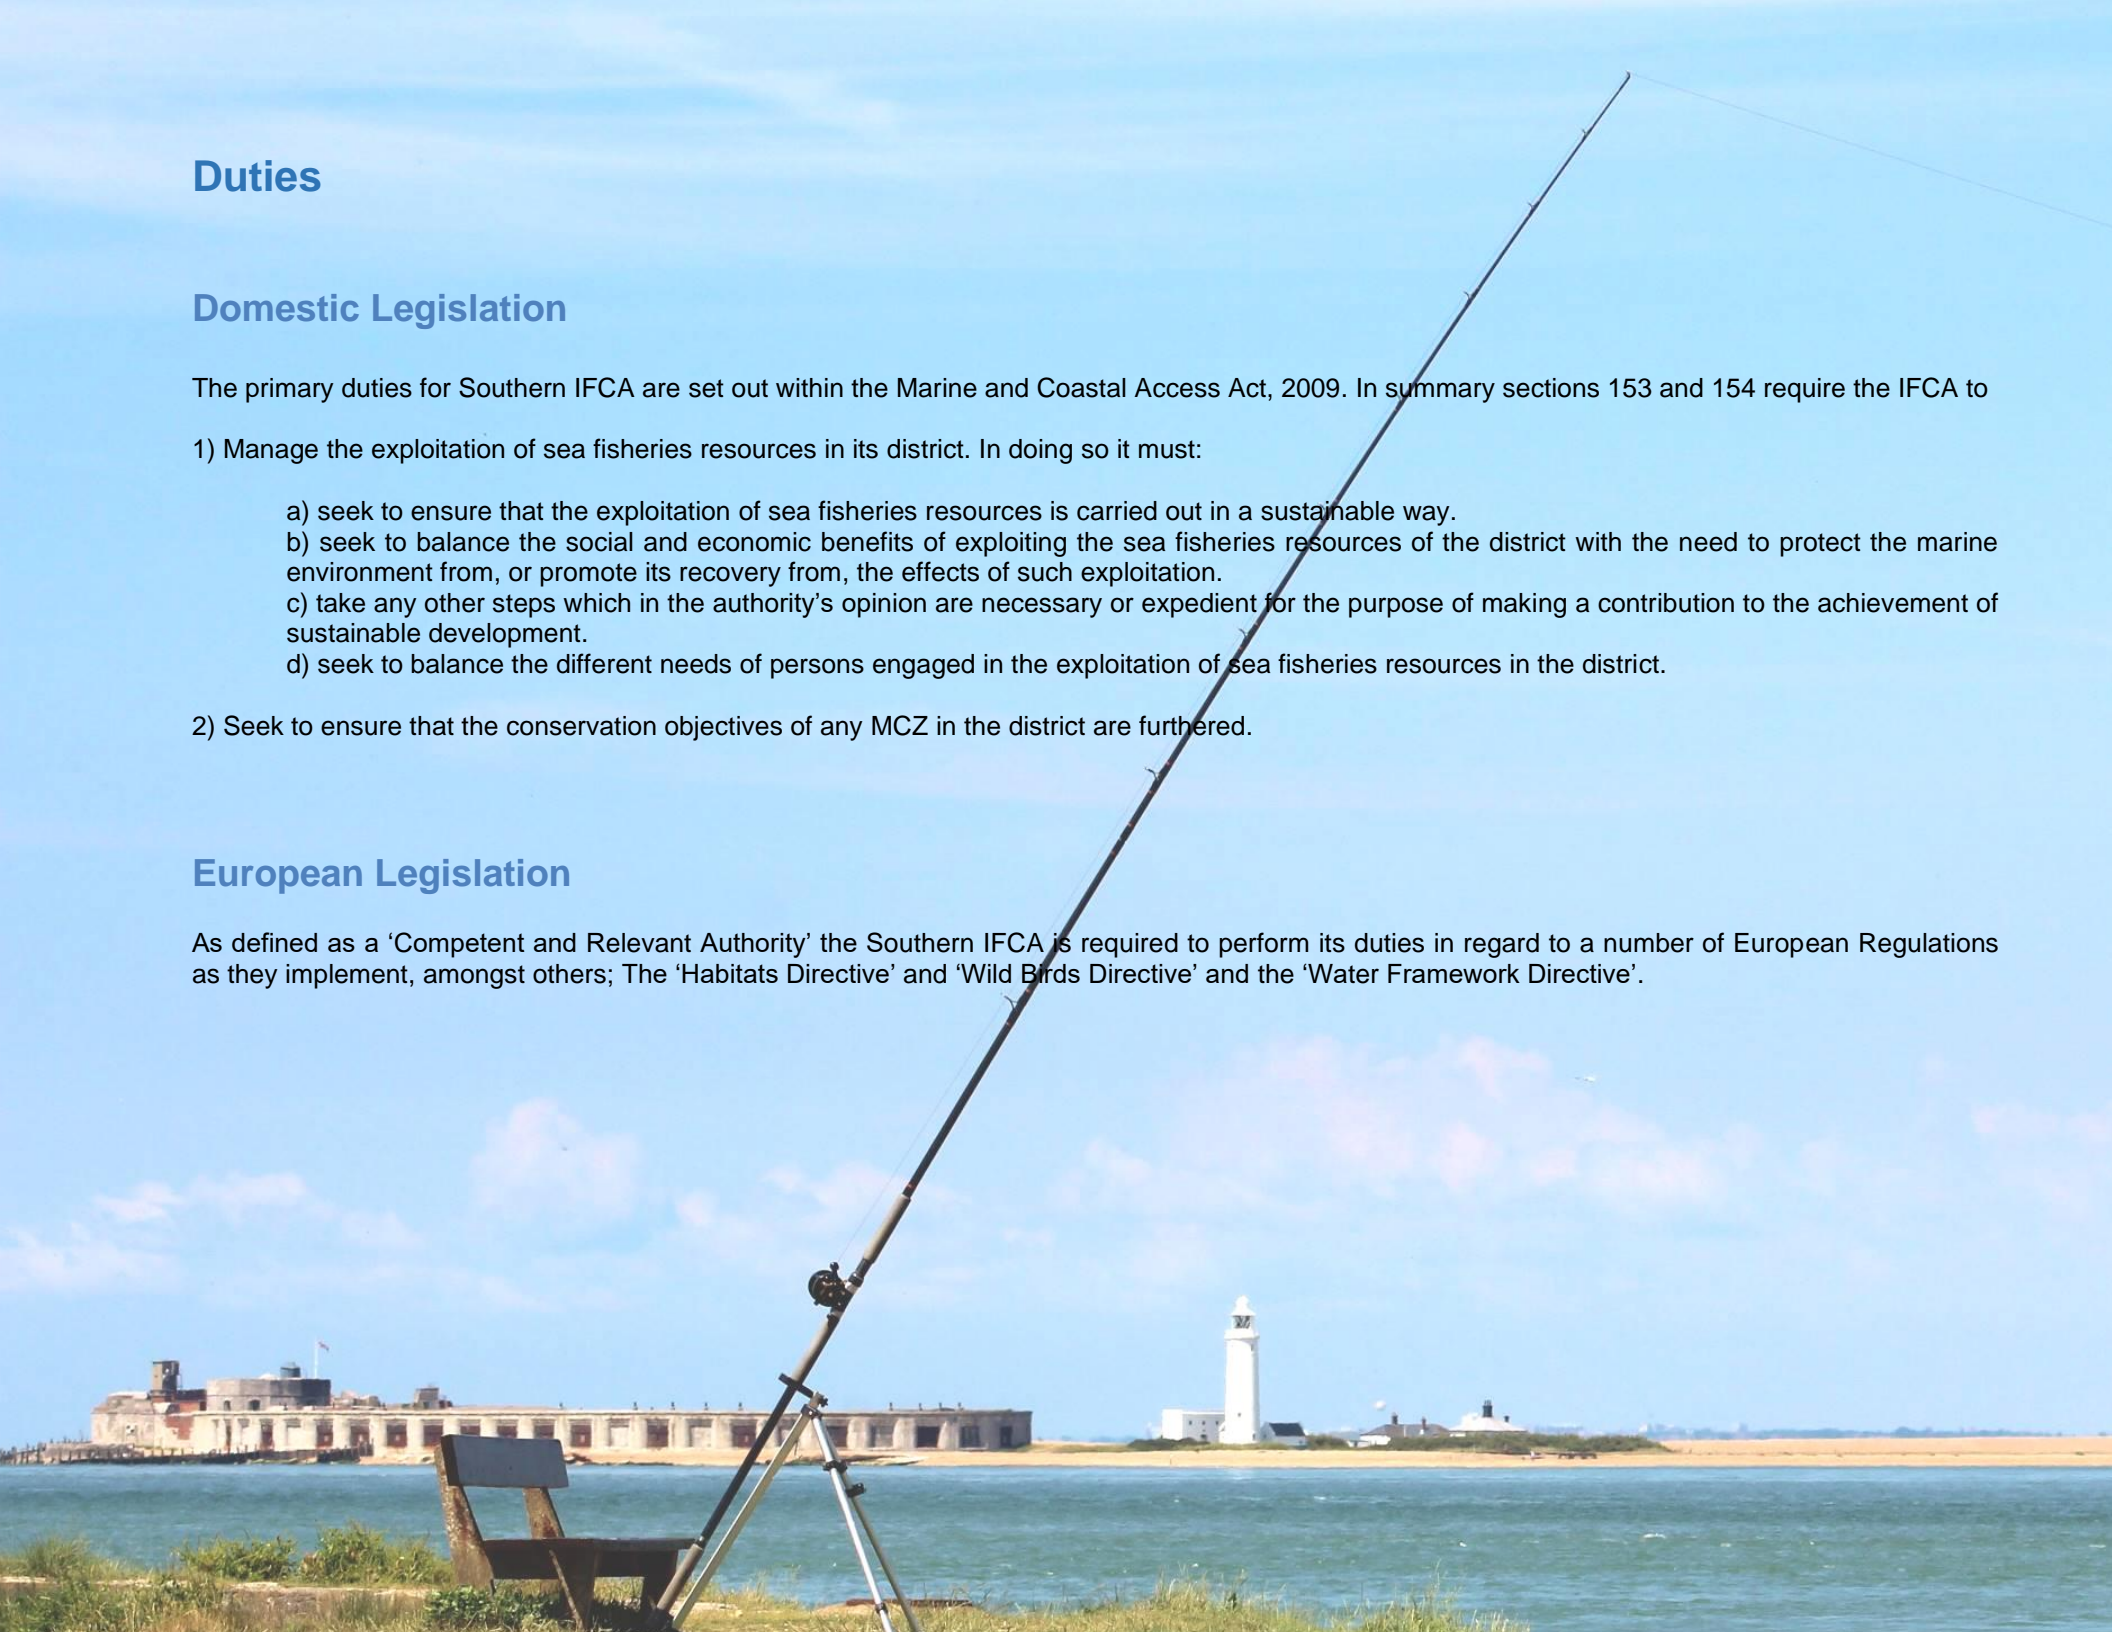 Duties
Domestic Legislation
The primary duties for Southern IFCA are set out within the Marine and Coastal Access Act, 2009. In summary sections 153 and 154 require the IFCA to
1) Manage the exploitation of sea fisheries resources in its district. In doing so it must:
a) seek to ensure that the exploitation of sea fisheries resources is carried out in a sustainable way.
b) seek to balance the social and economic benefits of exploiting the sea fisheries resources of the district with the need to protect the marine
environment from, or promote its recovery from, the effects of such exploitation.
c) take any other steps which in the authority’s opinion are necessary or expedient for the purpose of making a contribution to the achievement of
sustainable development.
d) seek to balance the different needs of persons engaged in the exploitation of sea fisheries resources in the district.
2) Seek to ensure that the conservation objectives of any MCZ in the district are furthered.
European Legislation
As defined as a ‘Competent and Relevant Authority’ the Southern IFCA is required to perform its duties in regard to a number of European Regulations
as they implement, amongst others; The ‘Habitats Directive’ and ‘Wild Birds Directive’ and the ‘Water Framework Directive’.